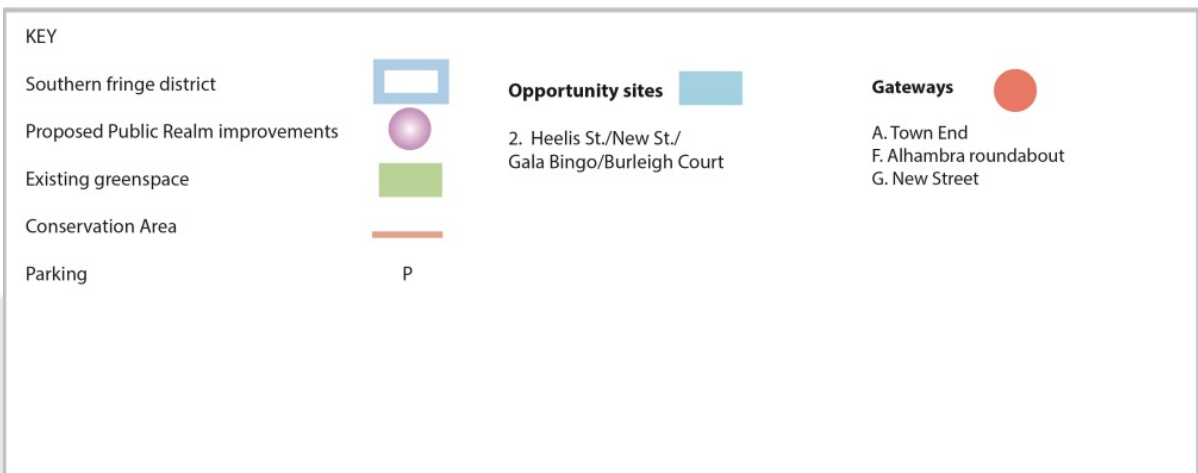 KEY
Southern fringe district
Proposed Public Realm improvements
Existing greenspace
Conservation Area
Parking P
Opportunity sites
2. Heelis St./New St./
Gala Bingo/Burleigh Court
Gateways
A. Town End
F. Alhambra roundabout
G. New Street